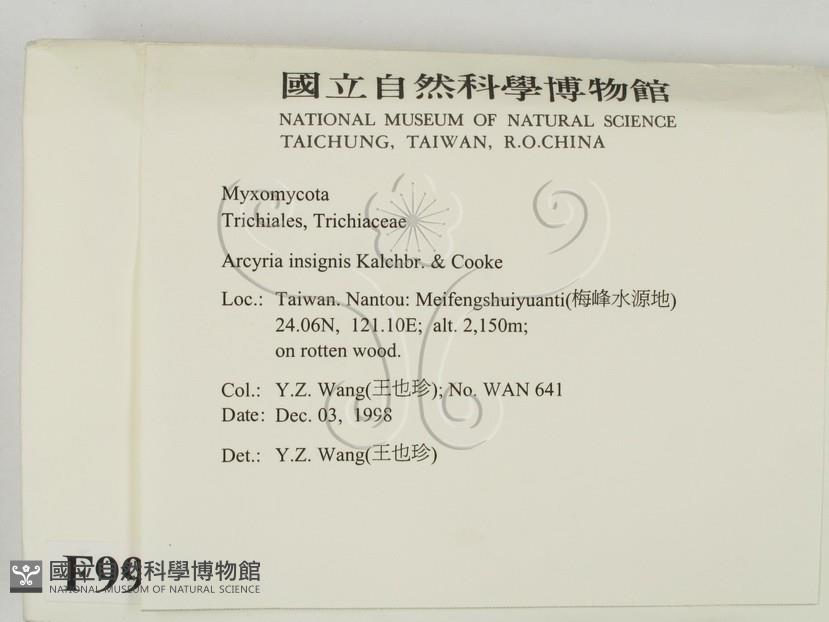 國立自然科學博物館
NATIONAL MUSEUM OF NATURAL SCIENCE
TAICHUNG, TAIWAN, R.O.CHINA
Myxomycota
Trichiales, Trichiaceae
Arcyria insignis Kalchbr. & Cooke
Loc.: Taiwan. Nantou: Meifengshuiyuanti(梅峰水源地)
24.06N, 121.10E; alt. 2,150m;
on rotten wood.
Col.: Y.Z. Wang(王也珍); No. WAN 641
Date: Dec. 03, 1998
Det.: Y.Z. Wang(王也珍)
國立自然科學博物館
NATIONAL MUSEUM OF NATURAL SCIENCE